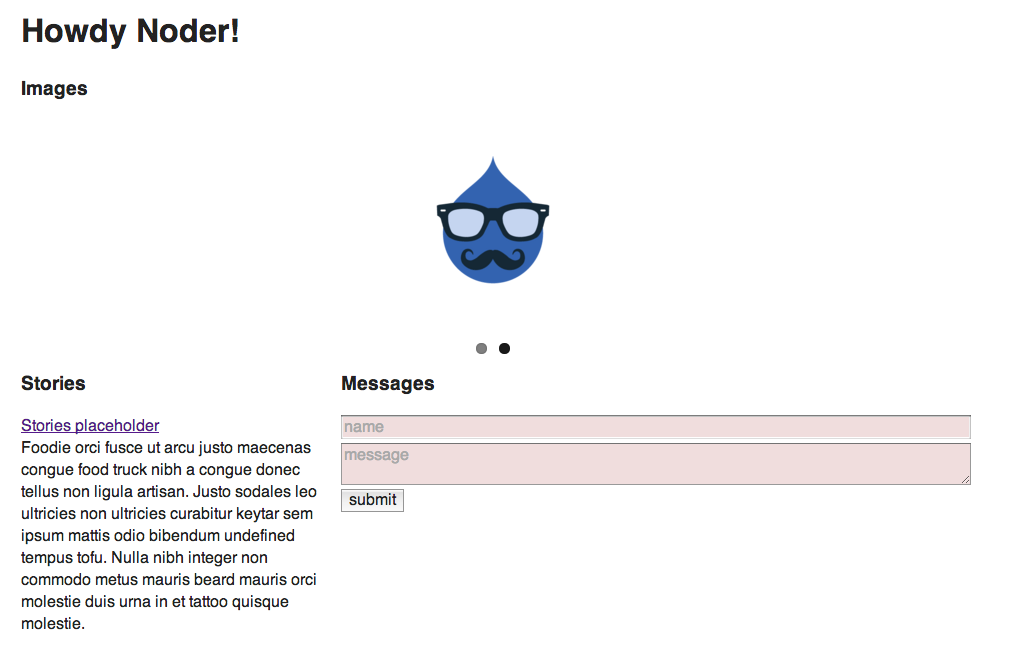 Howdy Noder!
Images
Stories
Stories placeholder
Foodie orci fusce ut arcu justo maecenas
congue food truck nibh a congue donec
tellus non ligula artisan. Justo sodales leo
ultricies non ultricies curabitur keytar sem
ipsum mattis odio bibendum undefined
tempus tofu. Nulla nibh integer non
commodo metus mauris beard mauris orci
molestie duis urna in et tattoo quisque
molestie.
Messages
name
message
submit